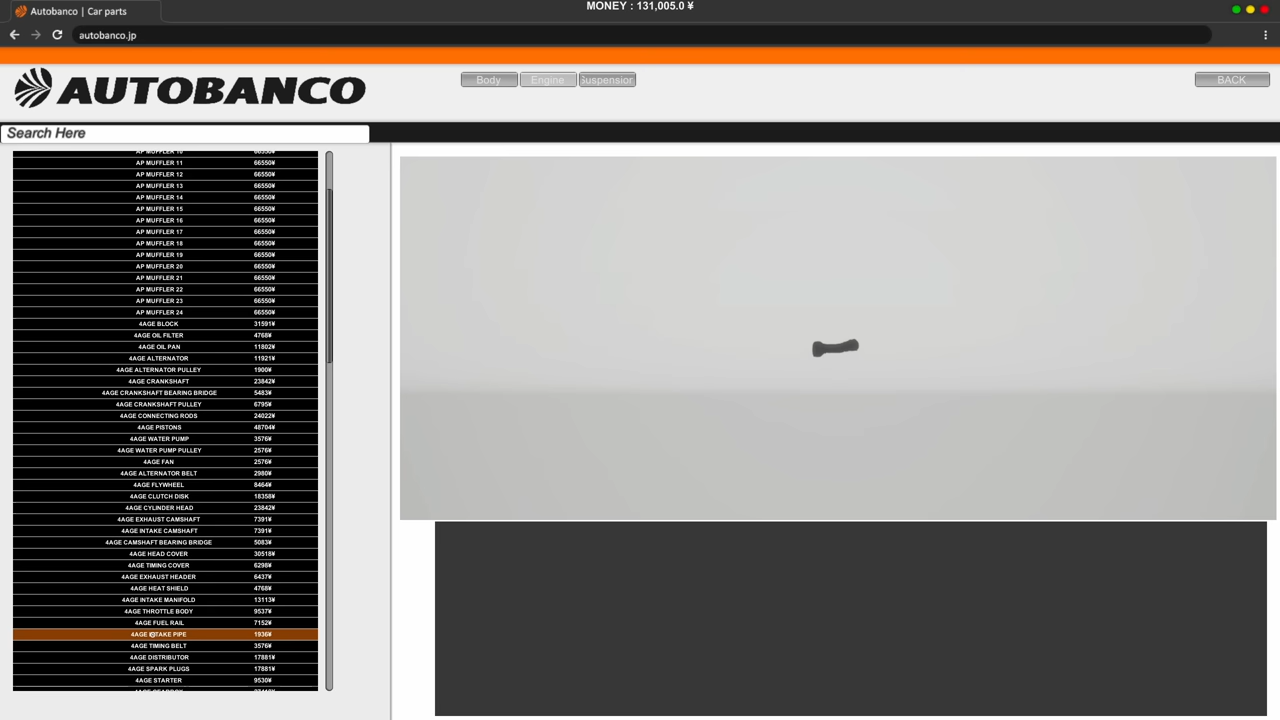 MONEY : 131,005.0 ¥
Autobanco | Car parts
autobanco.jp
AUTOBANCO
Body
Engine
Suspension
BACK
Search Here
AP MUFFLER 10 66550¥
AP MUFFLER 11 66550¥
AP MUFFLER 12 66550¥
AP MUFFLER 13 66550¥
AP MUFFLER 14 66550¥
AP MUFFLER 15 66550¥
AP MUFFLER 16 66550¥
AP MUFFLER 17 66550¥
AP MUFFLER 18 66550¥
AP MUFFLER 19 66550¥
AP MUFFLER 20 66550¥
AP MUFFLER 21 66550¥
AP MUFFLER 22 66550¥
AP MUFFLER 23 66550¥
AP MUFFLER 24 66550¥
4AGE BLOCK 31591¥
4AGE OIL FILTER 4768¥
4AGE OIL PAN 11802¥
4AGE ALTERNATOR 11921¥
4AGE ALTERNATOR PULLEY 1900¥
4AGE CRANKSHAFT 23842¥
4AGE CRANKSHAFT BEARING BRIDGE 5483¥
4AGE CRANKSHAFT PULLEY 6795¥
4AGE CONNECTING RODS 24022¥
4AGE PISTONS 48704¥
4AGE WATER PUMP 3576¥
4AGE WATER PUMP PULLEY 2576¥
4AGE FAN 2576¥
4AGE ALTERNATOR BELT 2980¥
4AGE FLYWHEEL 8464¥
4AGE CLUTCH DISK 18358¥
4AGE CYLINDER HEAD 23842¥
4AGE EXHAUST CAMSHAFT 7391¥
4AGE INTAKE CAMSHAFT 7391¥
4AGE CAMSHAFT BEARING BRIDGE 5083¥
4AGE HEAD COVER 30518¥
4AGE TIMING COVER 6298¥
4AGE EXHAUST HEADER 6437¥
4AGE HEAT SHIELD 4768¥
4AGE INTAKE MANIFOLD 13113¥
4AGE THROTTLE BODY 9537¥
4AGE FUEL RAIL 7152¥
4AGE INTAKE PIPE 1936¥
4AGE TIMING BELT 3576¥
4AGE DISTRIBUTOR 17881¥
4AGE SPARK PLUGS 17881¥
4AGE STARTER 9530¥